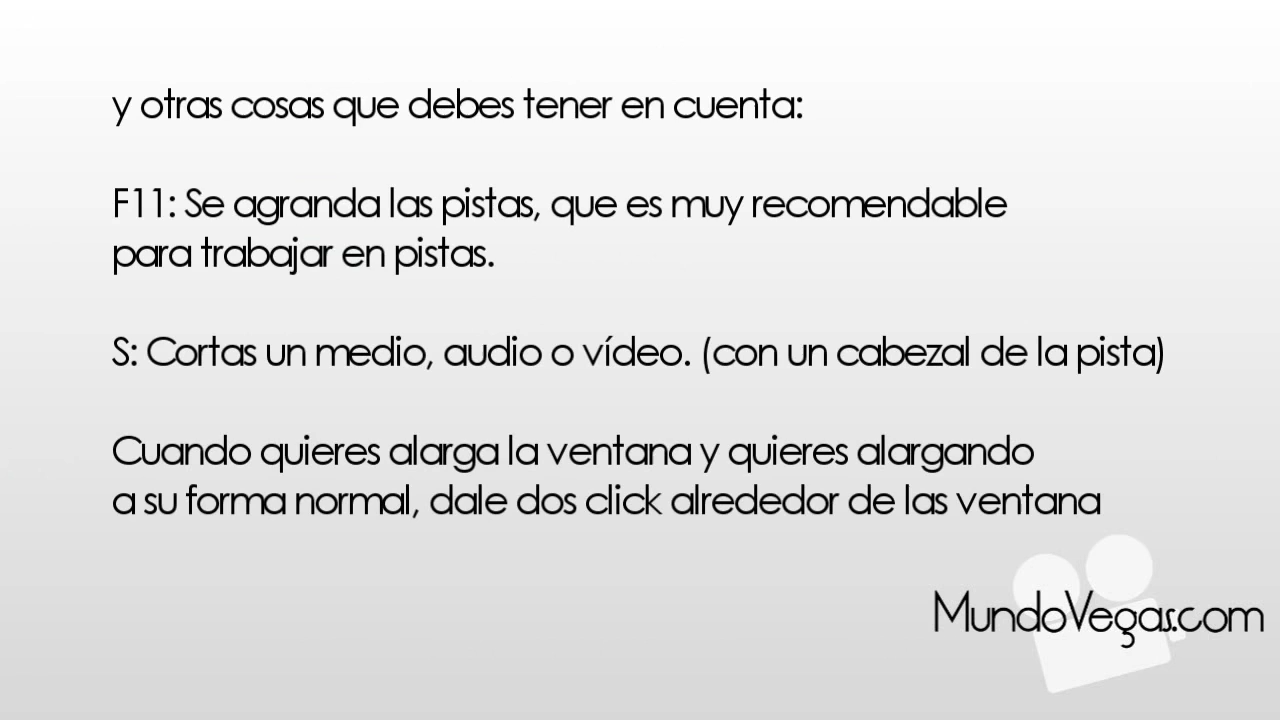 y otras cosas que debes tener en cuenta:
F11: Se agranda las pistas, que es muy recomendable
para trabajar en pistas.
S: Cortas un medio, audio o vídeo. (con un cabezal de la pista)
Cuando quieres alarga la ventana y quieres alargando
a su forma normal, dale dos click alrededor de las ventana
MundoVegas.com